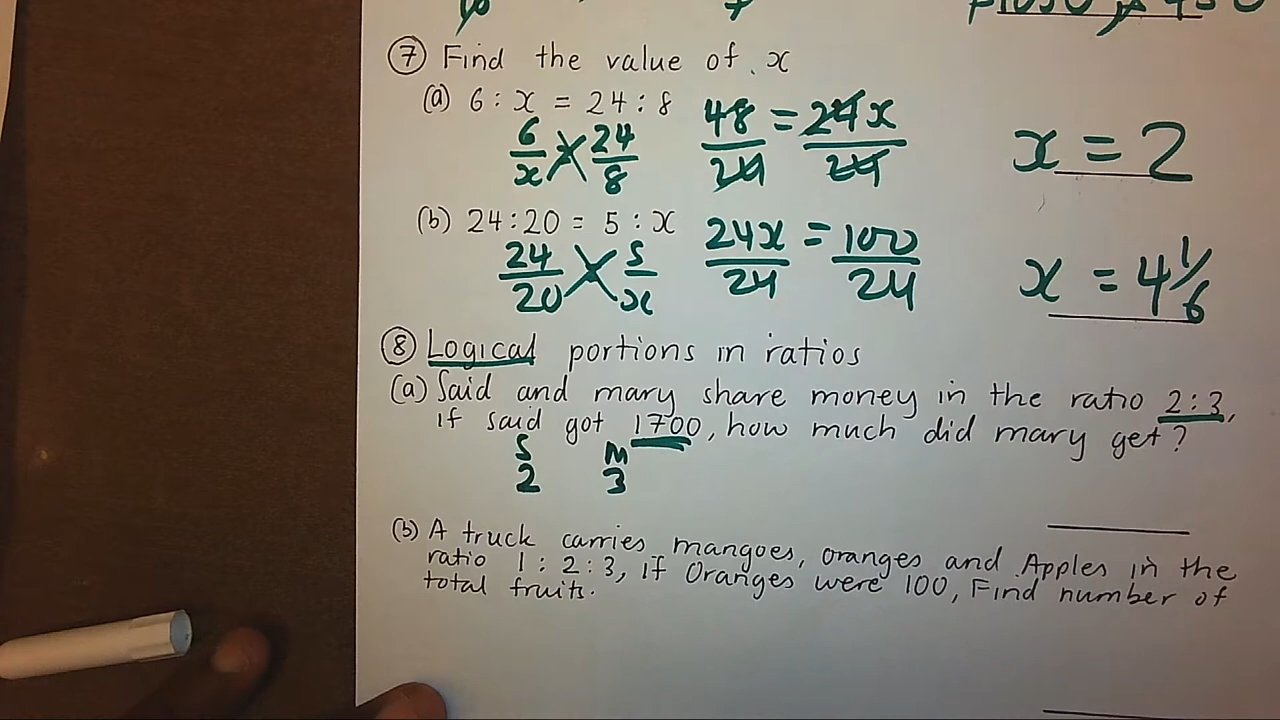 ⑦ Find the value of x
(a) 6 : x = 24 : 8
6/x 24/8 48/24 = 24x/24 x = 2
(b) 24 : 20 = 5 : x
24/20 5/x 24x/24 = 100/24 x = 4 1/6
⑧ Logical portions in ratios
(a) Said and mary share money in the ratio 2 : 3,
if said got 1700, how much did mary get?
S M
2 3
(b) A truck carries mangoes, oranges and Apples in the
ratio 1 : 2 : 3, if Oranges were 100, Find number of
total fruits.